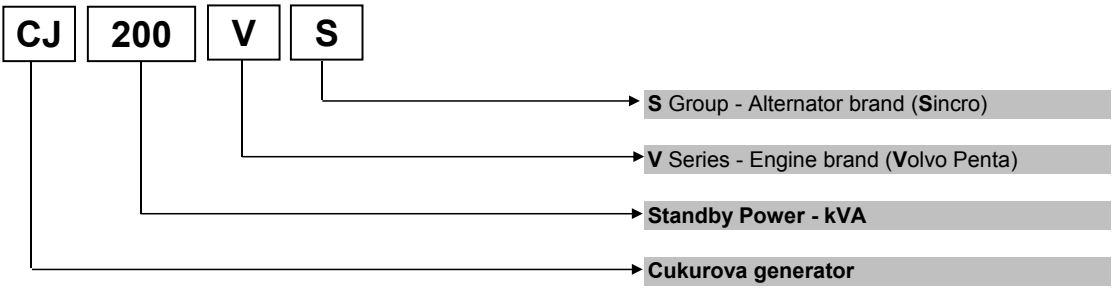 CJ 200 V S
S Group - Alternator brand (Sincro)
V Series - Engine brand (Volvo Penta)
Standby Power - kVA
Cukurova generator